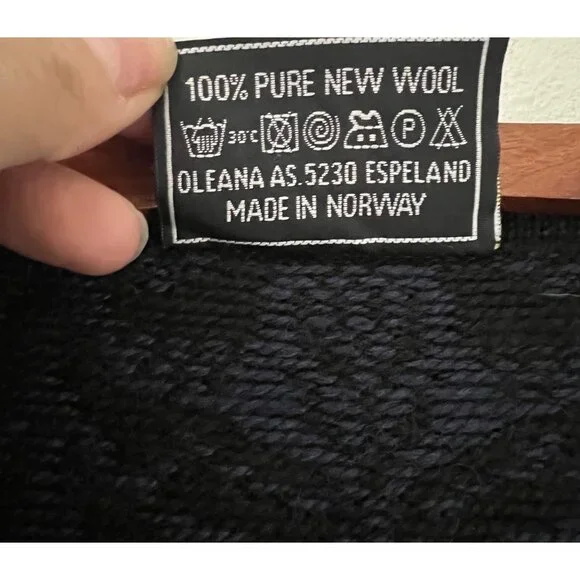 100% PURE NEW WOOL
30°C P
OLEANA AS.5230 ESPELAND
MADE IN NORWAY